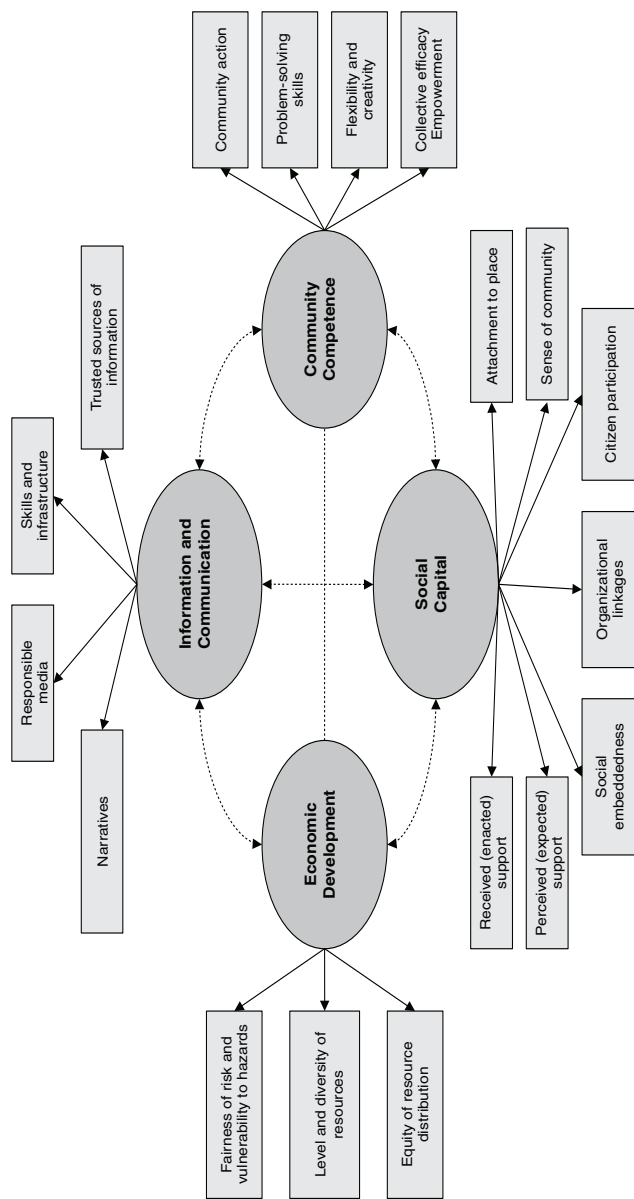 Responsible
media
Skills and
infrastructure
Narratives
Trusted sources of
information
Information and
Communication
Fairness of risk and
vulnerability to hazards
Level and diversity of
resources
Equity of resource
distribution
Economic
Development
Community
Competence
Community action
Problem-solving
skills
Flexibility and
creativity
Collective efficacy
Empowerment
Social
Capital
Received (enacted)
support
Perceived (expected)
support
Social
embeddedness
Organizational
linkages
Citizen participation
Sense of community
Attachment to place